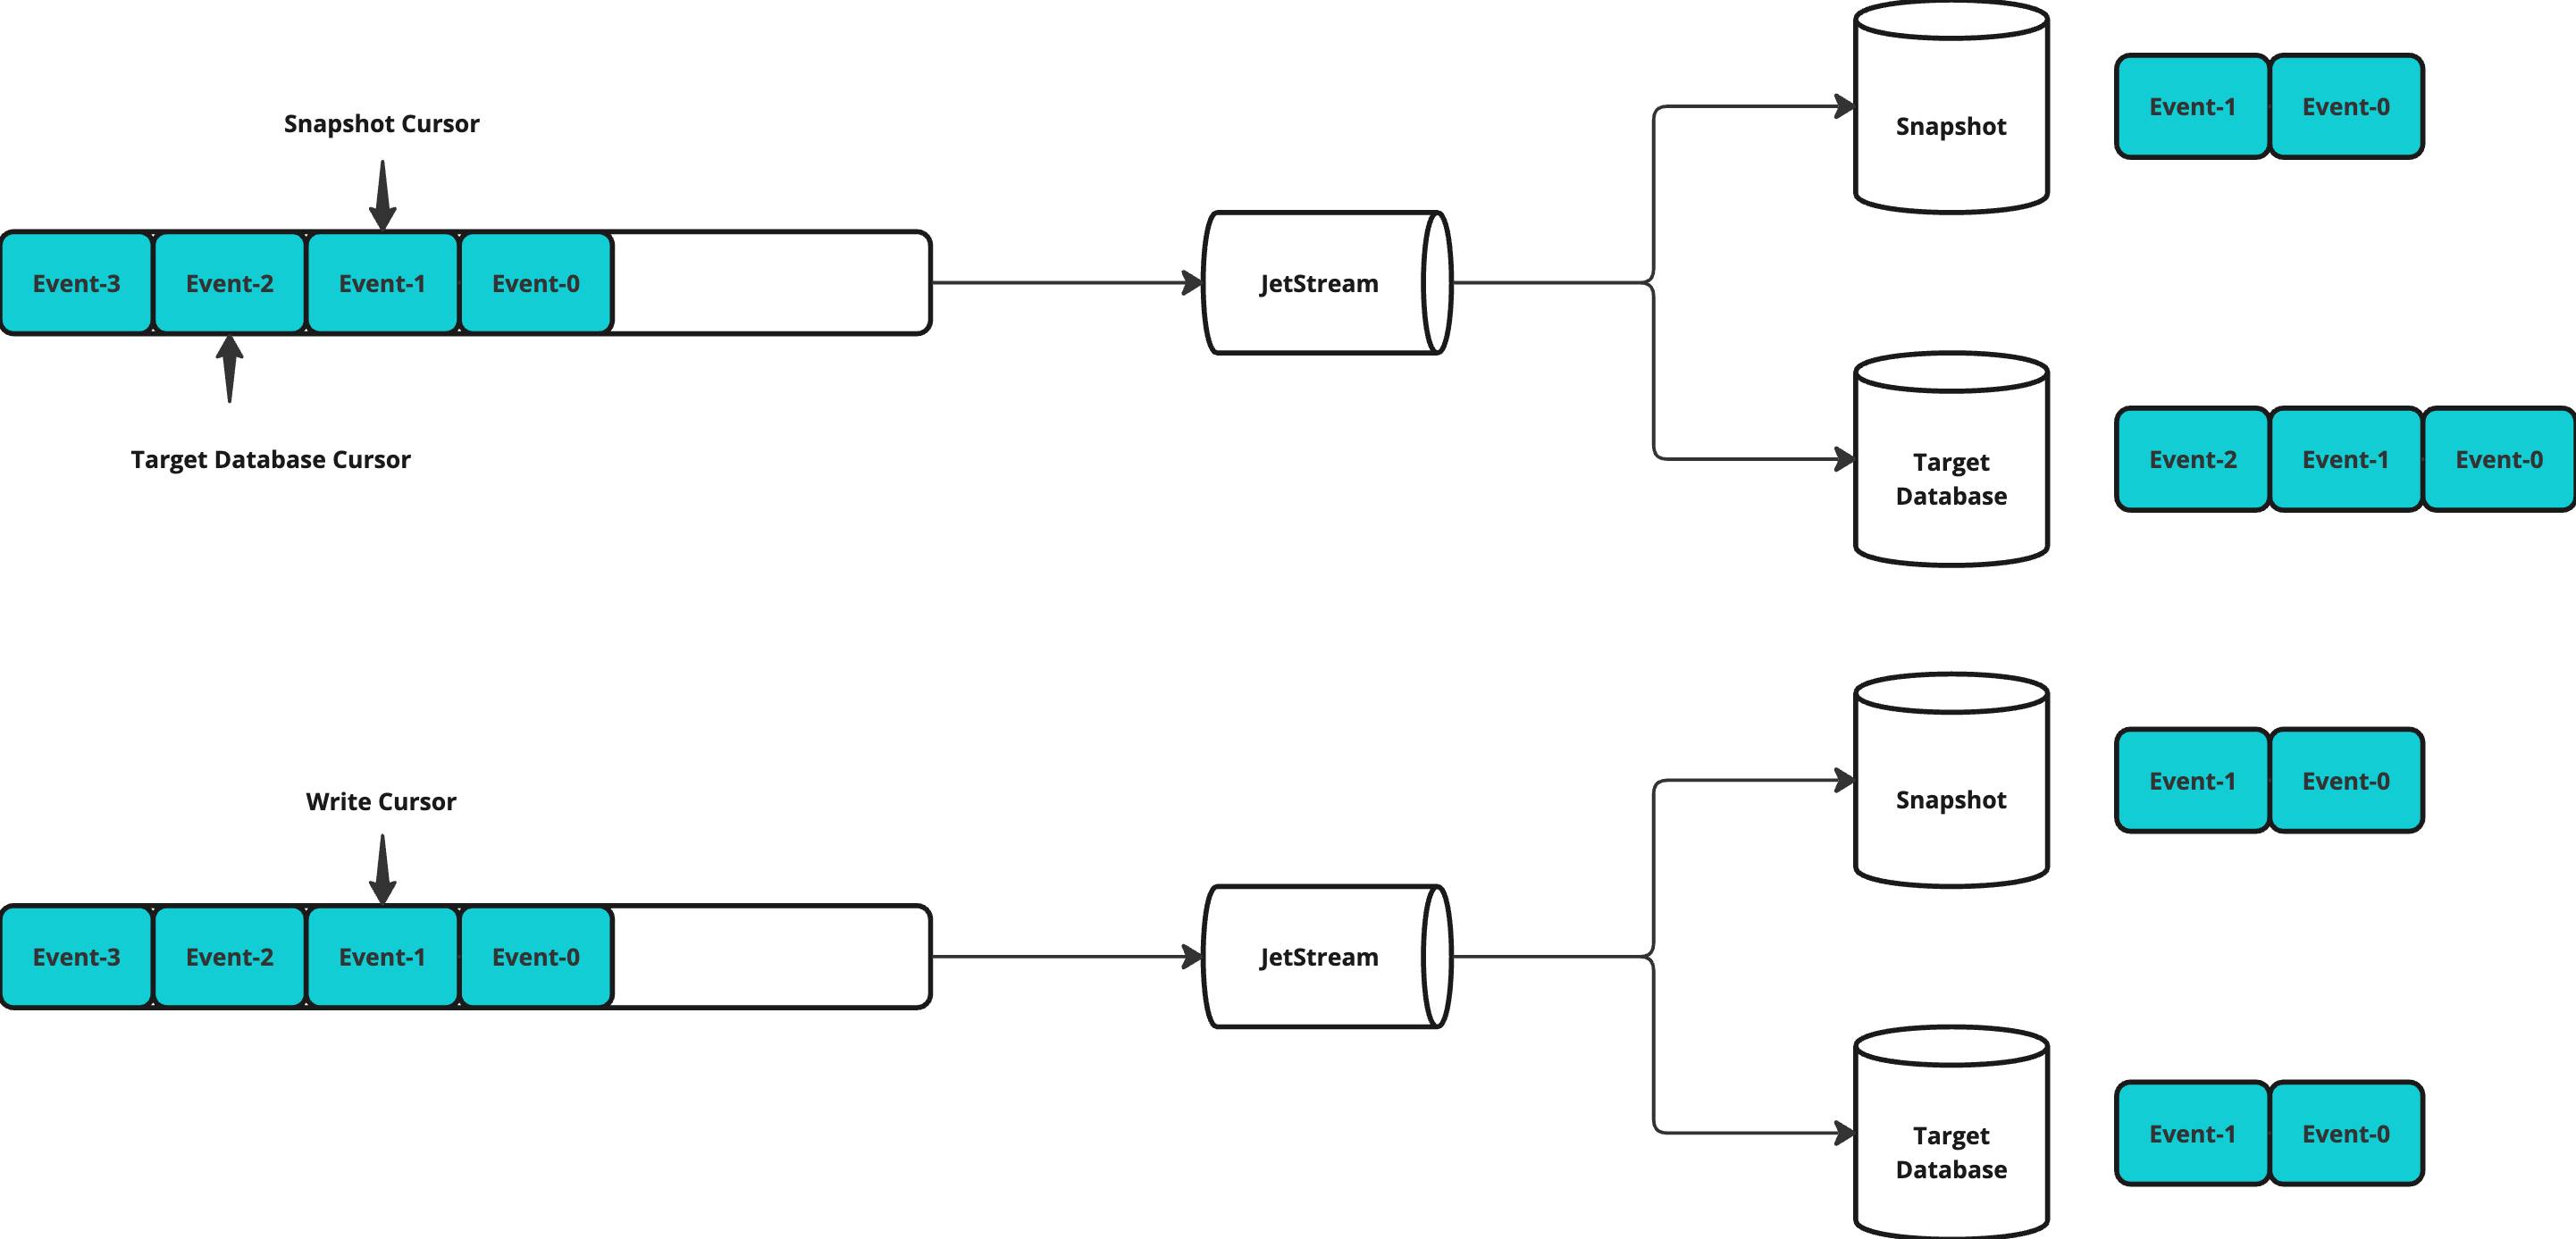 Snapshot Cursor
Event-3 Event-2 Event-1 Event-0
Target Database Cursor
JetStream
Snapshot
Event-1 Event-0
Target
Database
Event-2 Event-1 Event-0
Write Cursor
Event-3 Event-2 Event-1 Event-0
JetStream
Snapshot
Event-1 Event-0
Target
Database
Event-1 Event-0